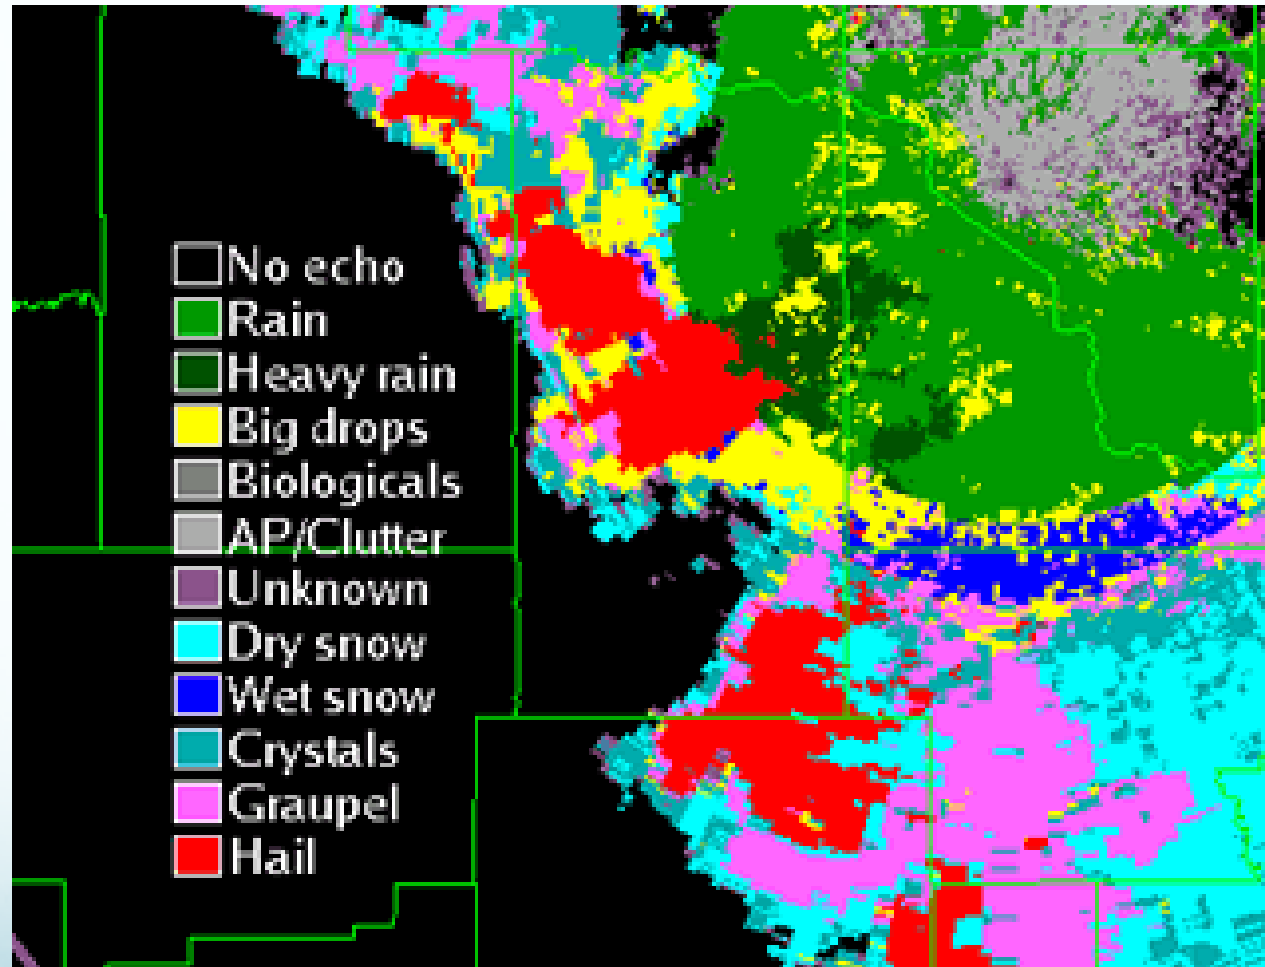 No echo
Rain
Heavy rain
Big drops
Biologicals
AP/Clutter
Unknown
Dry snow
Wet snow
Crystals
Graupel
Hail